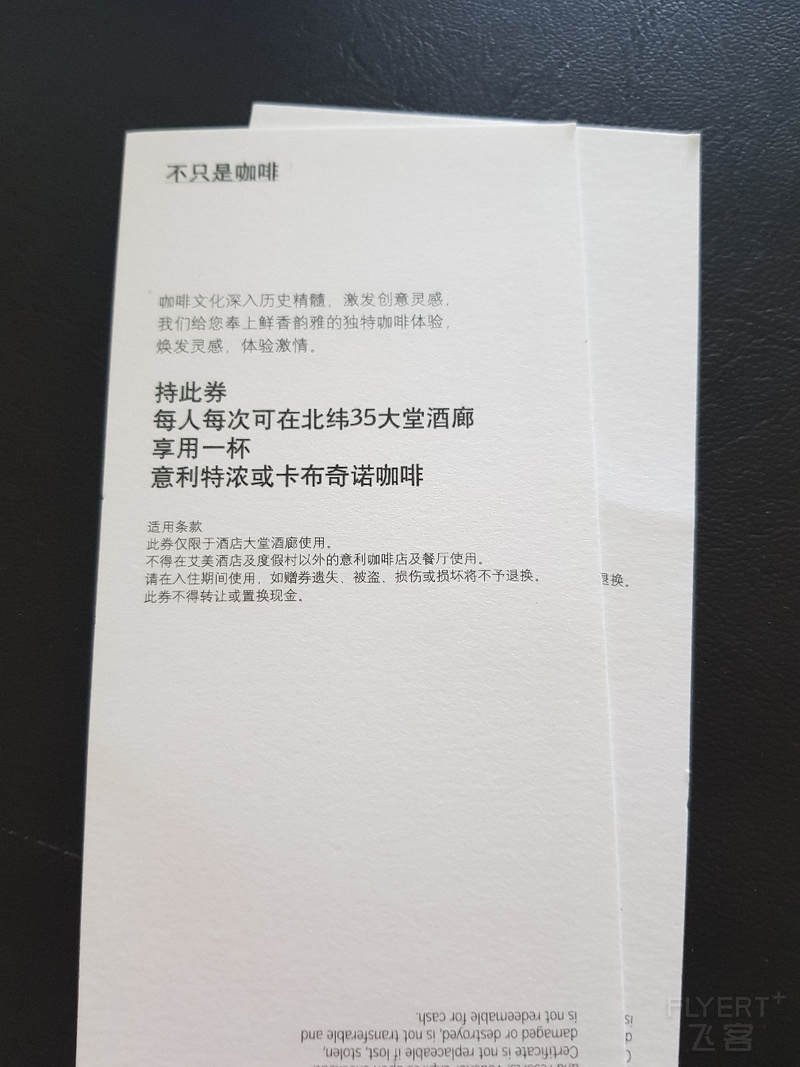 不只是咖啡
咖啡文化深入历史精髓，激发创意灵感，
我们给您奉上鲜香韵雅的独特咖啡体验，
焕发灵感，体验激情。
持此券
每人每次可在北纬35大堂酒廊
享用一杯
意利特浓或卡布奇诺咖啡
适用条款
此券仅限于酒店大堂酒廊使用。
不得在艾美酒店及度假村以外的意利咖啡店及餐厅使用。
请在入住期间使用，如赠券遗失、被盗、损伤或损坏将不予退换。
此券不得转让或置换现金。
退换。
Certificate is not replaceable if lost, stolen,
damaged or destroyed, is not transferable and
is not redeemable for cash.
C
d
is
FLYERT+
飞客